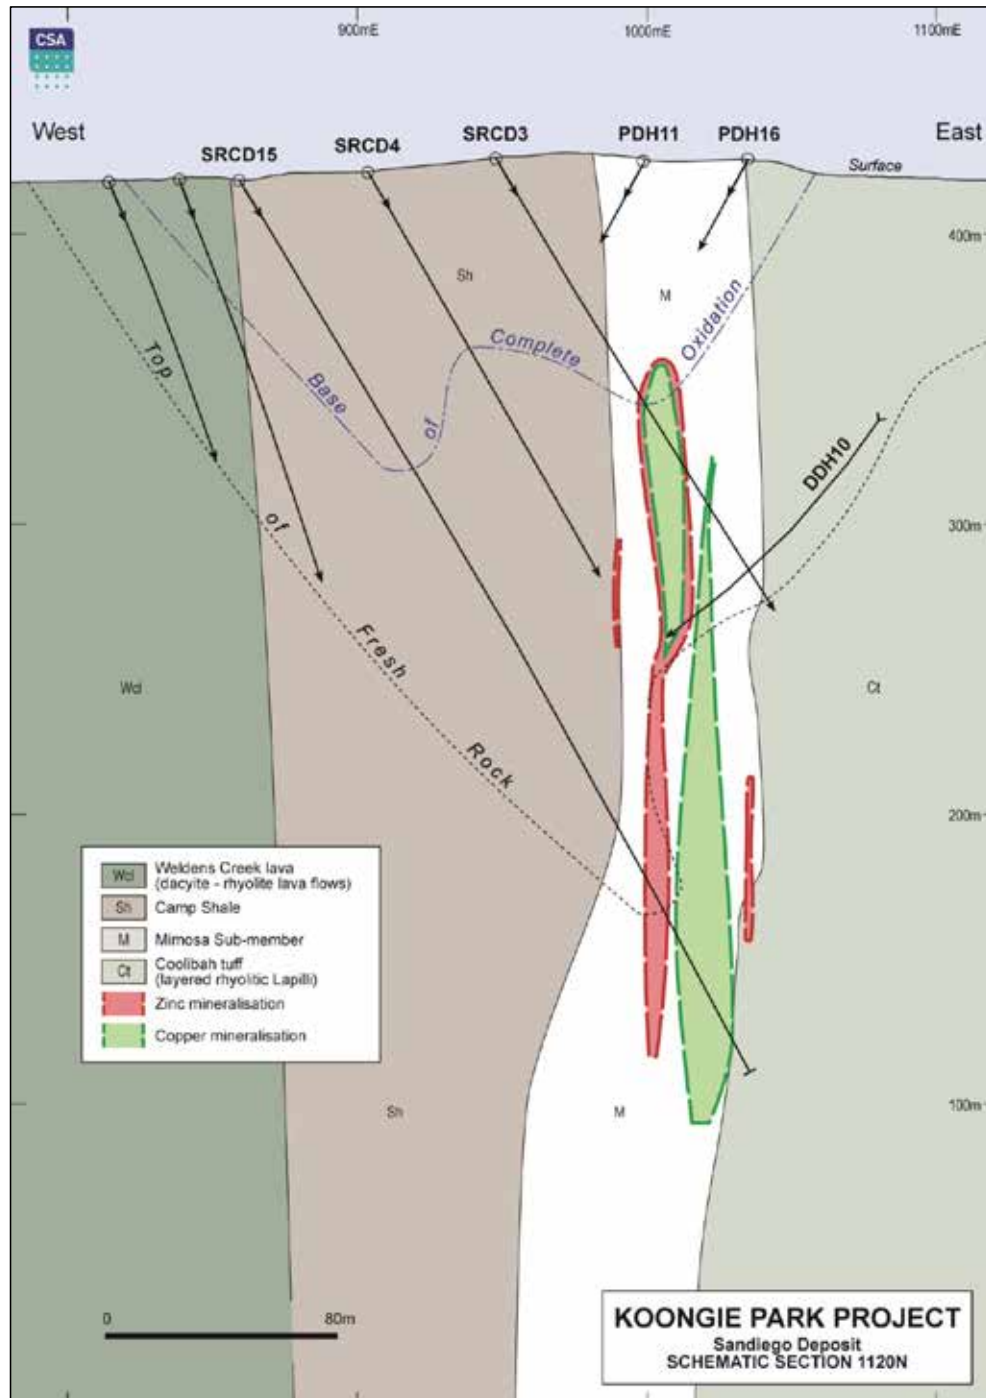 CSA
900mE
1000mE
1100mE
West
East
SRCD15
SRCD4
SRCD3
PDH11
PDH16
Surface
400m
Sh
M
Top
of
Fresh
Rock
Base
of
Complete
Oxidation
DDH10
300m
Wcl
Ct
200m
Wcl Weldens Creek lava
(dacyite - rhyolite lava flows)
Sh Camp Shale
M Mimosa Sub-member
Ct Coolibah tuff
(layered rhyolitic Lapilli)
Zinc mineralisation
Copper mineralisation
Sh
M
100m
0
80m
KOONGIE PARK PROJECT
Sandiego Deposit
SCHEMATIC SECTION 1120N